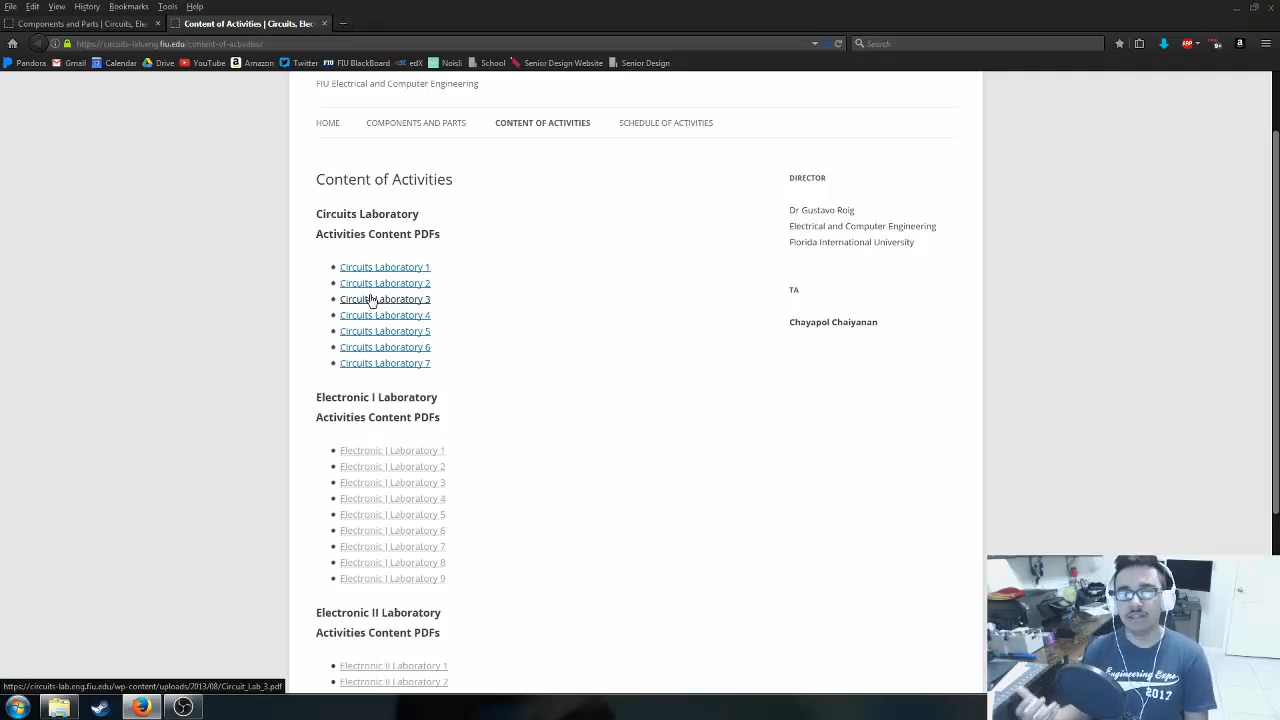 File Edit View History Bookmarks Tools Help
Components and Parts | Circuits, Elec
Content of Activities | Circuits, Elec
https://circuits-lab.eng.fiu.edu/content-of-activities/
Search
Pandora Gmail Calendar Drive YouTube Amazon Twitter FIU BlackBoard edX Noisli School Senior Design Website Senior Design
FIU Electrical and Computer Engineering
HOME COMPONENTS AND PARTS CONTENT OF ACTIVITIES SCHEDULE OF ACTIVITIES
Content of Activities
Circuits Laboratory
Activities Content PDFs
Circuits Laboratory 1
Circuits Laboratory 2
Circuits Laboratory 3
Circuits Laboratory 4
Circuits Laboratory 5
Circuits Laboratory 6
Circuits Laboratory 7
Electronic I Laboratory
Activities Content PDFs
Electronic I Laboratory 1
Electronic I Laboratory 2
Electronic I Laboratory 3
Electronic I Laboratory 4
Electronic I Laboratory 5
Electronic I Laboratory 6
Electronic I Laboratory 7
Electronic I Laboratory 8
Electronic I Laboratory 9
Electronic II Laboratory
Activities Content PDFs
Electronic II Laboratory 1
Electronic II Laboratory 2
DIRECTOR
Dr Gustavo Roig
Electrical and Computer Engineering
Florida International University
TA
Chayapol Chaiyanan
https://circuits-lab.eng.fiu.edu/wp-content/uploads/2013/08/Circuit_Lab_3.pdf
Engineering Expo
2017